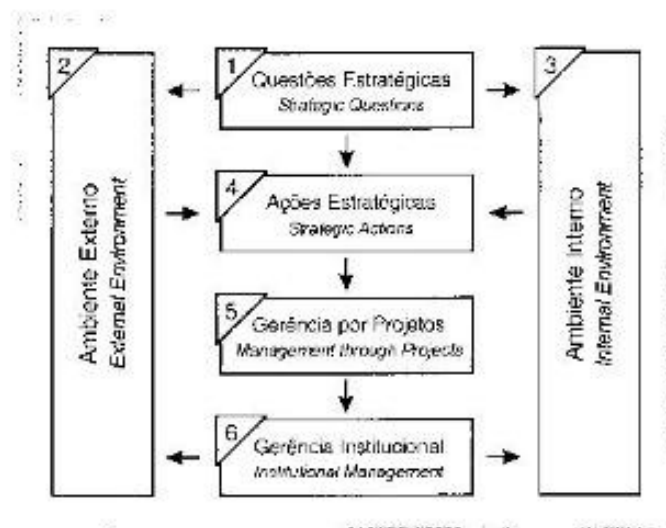 1
Questões Estratégicas
Strategic Questions
2
Ambiente Externo
External Environment
3
Ambiente Interno
Internal Environment
4
Ações Estratégicas
Strategic Actions
5
Gerência por Projetos
Management through Projects
6
Gerência Institucional
Institutional Management